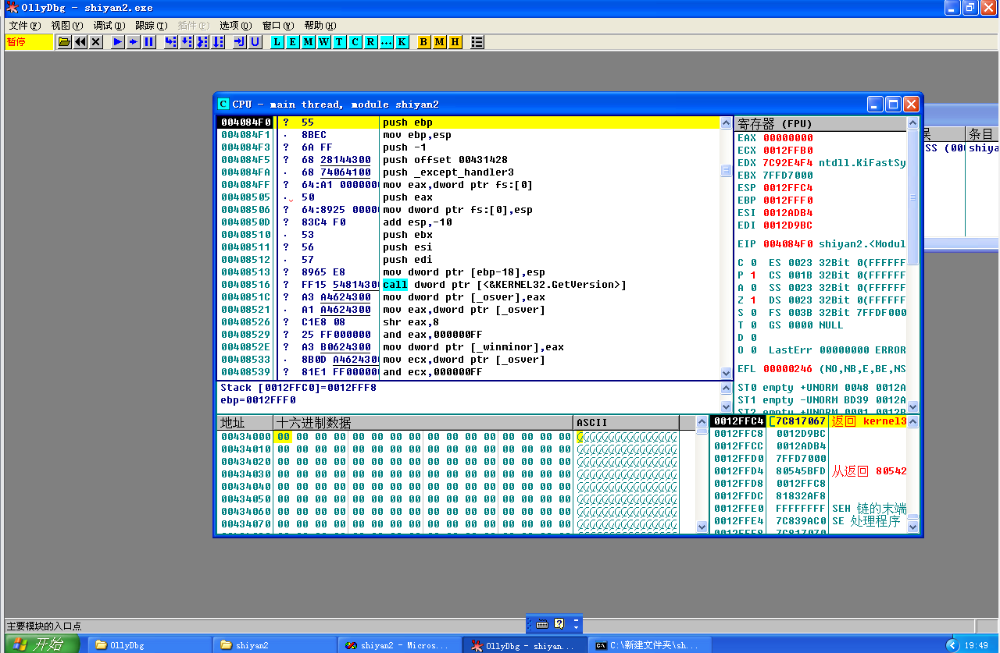 OllyDbg - shiyan2.exe
文件(F) 视图(V) 调试(D) 跟踪(T) 插件(P) 选项(O) 窗口(W) 帮助(H)
暂停 L E M W T C R ... K B M H
C CPU - main thread, module shiyan2
004084F0 ? 55 push ebp
004084F1 . 8BEC mov ebp,esp
004084F3 ? 6A FF push -1
004084F5 ? 68 28144300 push offset 00431428
004084FA . 68 74064100 push _except_handler3
004084FF ? 64:A1 0000000 mov eax,dword ptr fs:[0]
00408505 . 50 push eax
00408506 ? 64:8925 0000 mov dword ptr fs:[0],esp
0040850D ? 83C4 F0 add esp,-10
00408510 . 53 push ebx
00408511 ? 56 push esi
00408512 . 57 push edi
00408513 ? 8965 E8 mov dword ptr [ebp-18],esp
00408516 ? FF15 54814300 call dword ptr [<&KERNEL32.GetVersion>]
0040851C ? A3 A4624300 mov dword ptr [_osver],eax
00408521 . A1 A4624300 mov eax,dword ptr [_osver]
00408526 ? C1E8 08 shr eax,8
00408529 ? 25 FF000000 and eax,000000FF
0040852E ? A3 B0624300 mov dword ptr [_winminor],eax
00408533 . 8B0D A4624300 mov ecx,dword ptr [_osver]
00408539 ? 81E1 FF000000 and ecx,000000FF
Stack [0012FFC0]=0012FFF8
ebp=0012FFF0
寄存器 (FPU)
EAX 00000000
ECX 0012FFB0
EDX 7C92E4F4 ntdll.KiFastSy
EBX 7FFD7000
ESP 0012FFC4
EBP 0012FFF0
ESI 0012ADB4
EDI 0012D9BC
EIP 004084F0 shiyan2.<Modul
C 0 ES 0023 32Bit 0(FFFFFF
P 1 CS 001B 32Bit 0(FFFFFF
A 0 SS 0023 32Bit 0(FFFFFF
Z 1 DS 0023 32Bit 0(FFFFFF
S 0 FS 003B 32Bit 7FFDF000
T 0 GS 0000 NULL
D 0
O 0 LastErr 00000000 ERROR
EFL 00000246 (NO,NB,E,BE,NS
ST0 empty +UNORM 0048 0012A
ST1 empty -UNORM BD39 0012A
ST2 empty +UNORM 0001 0012B
条目
SS (00 shiya
地址 十六进制数据 ASCII
00434000 00 00 00 00 00 00 00 00 00 00 00 00 00 00 00 00
00434010 00 00 00 00 00 00 00 00 00 00 00 00 00 00 00 00
00434020 00 00 00 00 00 00 00 00 00 00 00 00 00 00 00 00
00434030 00 00 00 00 00 00 00 00 00 00 00 00 00 00 00 00
00434040 00 00 00 00 00 00 00 00 00 00 00 00 00 00 00 00
00434050 00 00 00 00 00 00 00 00 00 00 00 00 00 00 00 00
00434060 00 00 00 00 00 00 00 00 00 00 00 00 00 00 00 00
00434070 00 00 00 00 00 00 00 00 00 00 00 00 00 00 00 00
0012FFC4 7C817067 返回 kernel3
0012FFC8 0012D9BC
0012FFCC 0012ADB4
0012FFD0 7FFD7000
0012FFD4 80545BFD 从返回 80542
0012FFD8 0012FFC8
0012FFDC 81832AF8
0012FFE0 FFFFFFFF SEH 链的末端
0012FFE4 7C839AC0 SE 处理程序
0012FFE8 7C817070
主要模块的入口点
开始 OllyDbg shiyan2 shiyan2 - Micros... OllyDbg - shiyan... C:\新建文件夹\sh... 19:49